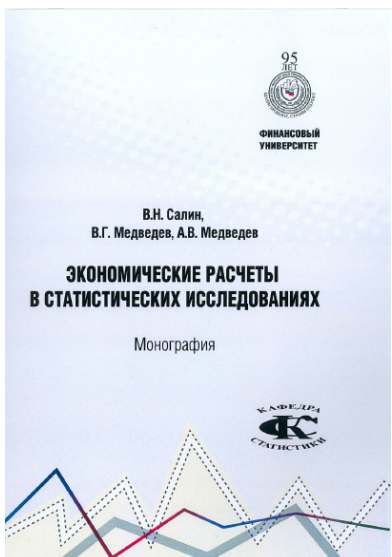 95
ЛЕТ
ФИНАНСОВЫЙ
УНИВЕРСИТЕТ
В.Н. Салин,
В.Г. Медведев, А.В. Медведев
ЭКОНОМИЧЕСКИЕ РАСЧЕТЫ
В СТАТИСТИЧЕСКИХ ИССЛЕДОВАНИЯХ
Монография
КАФЕДРА
СТАТИСТИКИ